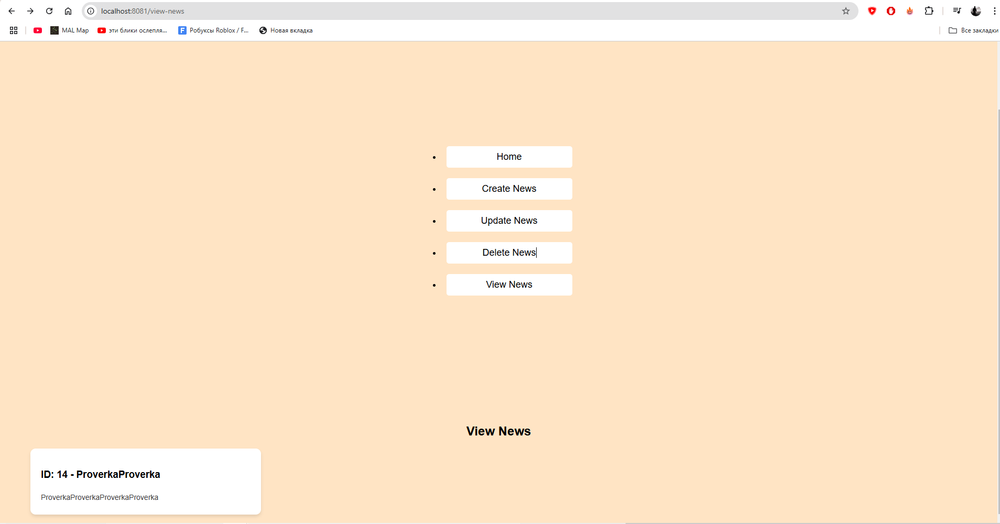 localhost:8081/view-news
MAL Map
эти блики ослепля...
Робуксы Roblox / F...
Новая вкладка
Все закладки
Home
Create News
Update News
Delete News
View News
View News
ID: 14 - ProverkaProverka
ProverkaProverkaProverkaProverka